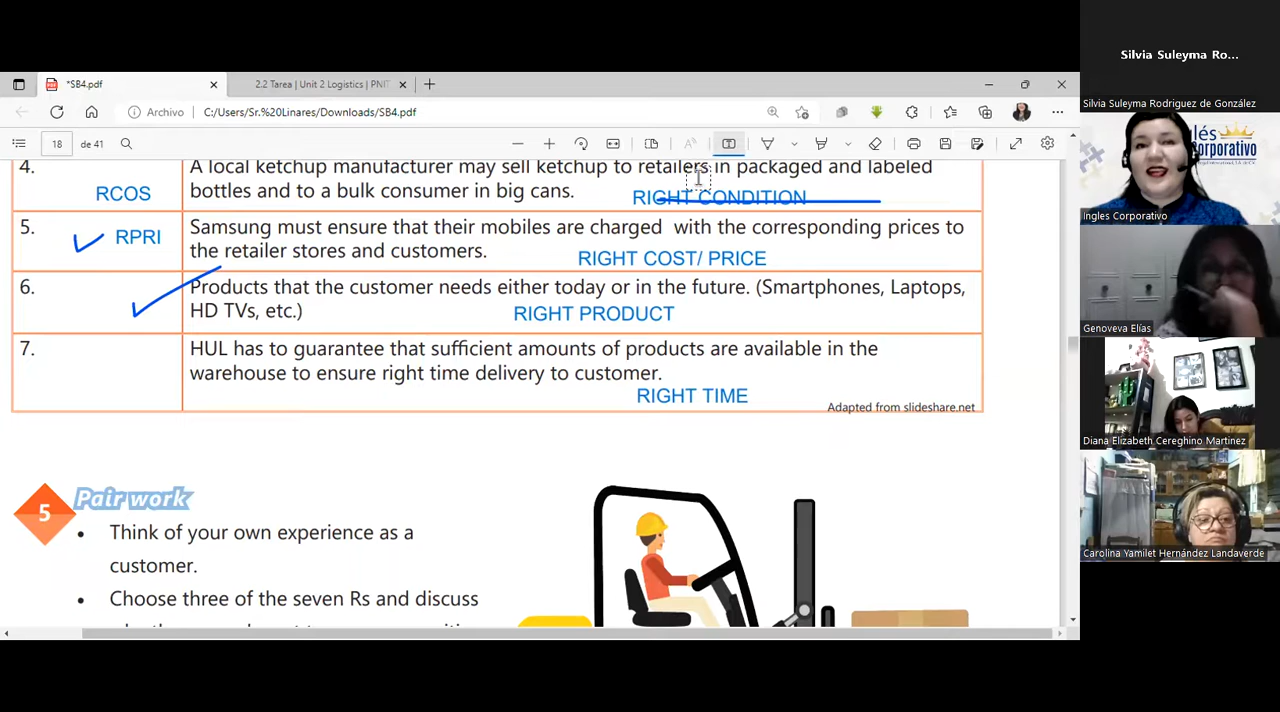 Silvia Suleyma Ro...
*SB4.pdf
2.2 Tarea | Unit 2 Logistics | PNIT
Archivo
C:/Users/Sr.%20Linares/Downloads/SB4.pdf
18 de 41
4.
A local ketchup manufacturer may sell ketchup to retailers in packaged and labeled
bottles and to a bulk consumer in big cans.
RCOS
RIGHT CONDITION
5.
Samsung must ensure that their mobiles are charged with the corresponding prices to
the retailer stores and customers.
RPRI
RIGHT COST/ PRICE
6.
Products that the customer needs either today or in the future. (Smartphones, Laptops,
HD TVs, etc.)
RIGHT PRODUCT
7.
HUL has to guarantee that sufficient amounts of products are available in the
warehouse to ensure right time delivery to customer.
RIGHT TIME
Adapted from slideshare.net
5
Pair work
• Think of your own experience as a
customer.
• Choose three of the seven Rs and discuss
Silvia Suleyma Rodriguez de González
lés
Corporativo
Ingles Corporativo
Genoveva Elías
Diana Elizabeth Cereghino Martinez
Carolina Yamilet Hernández Landaverde